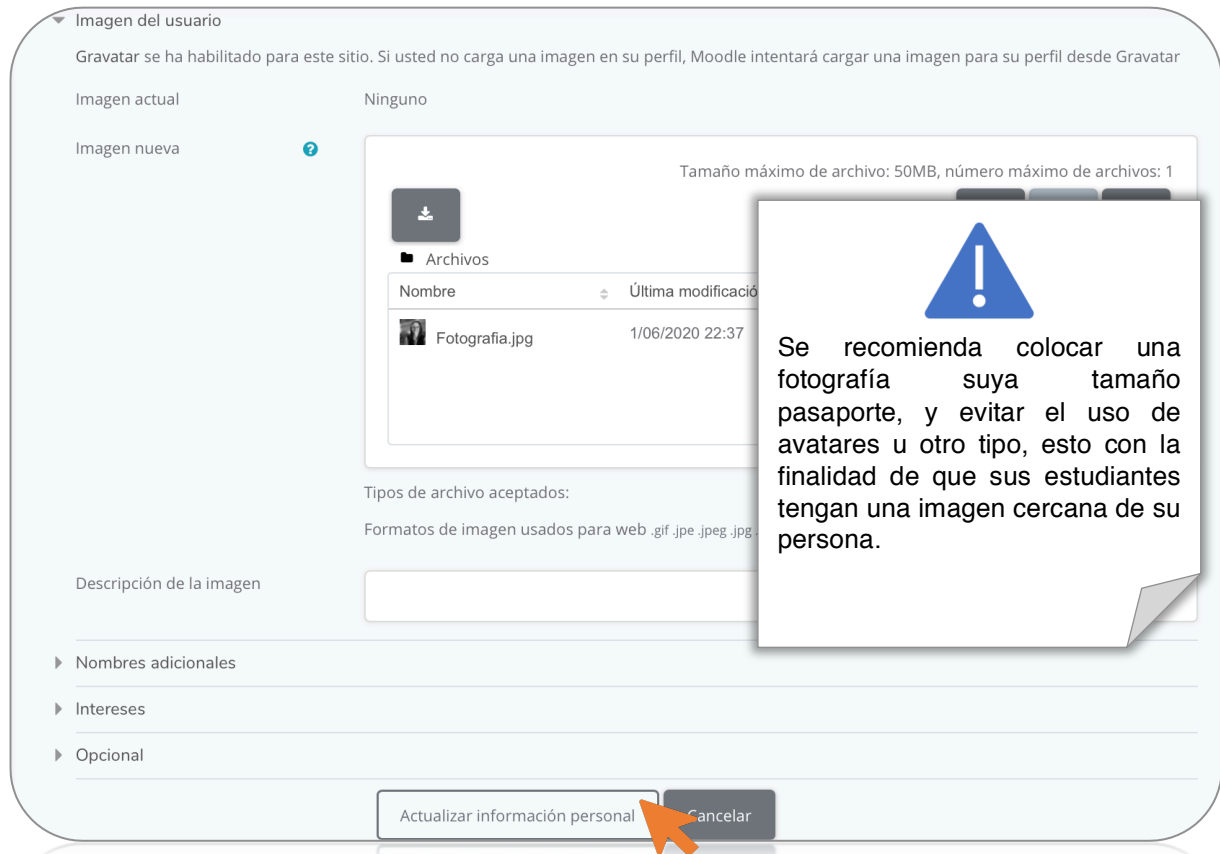 Imagen del usuario
Gravatar se ha habilitado para este sitio. Si usted no carga una imagen en su perfil, Moodle intentará cargar una imagen para su perfil desde Gravatar
Imagen actual
Ninguno
Imagen nueva
Tamaño máximo de archivo: 50MB, número máximo de archivos: 1
Archivos
Nombre
Última modificació
Fotografia.jpg
1/06/2020 22:37
Se recomienda colocar una
fotografía suya tamaño
pasaporte, y evitar el uso de
avatares u otro tipo, esto con la
finalidad de que sus estudiantes
tengan una imagen cercana de su
persona.
Tipos de archivo aceptados:
Formatos de imagen usados para web .gif .jpe .jpeg .jpg .
Descripción de la imagen
Nombres adicionales
Intereses
Opcional
Actualizar información personal
Cancelar